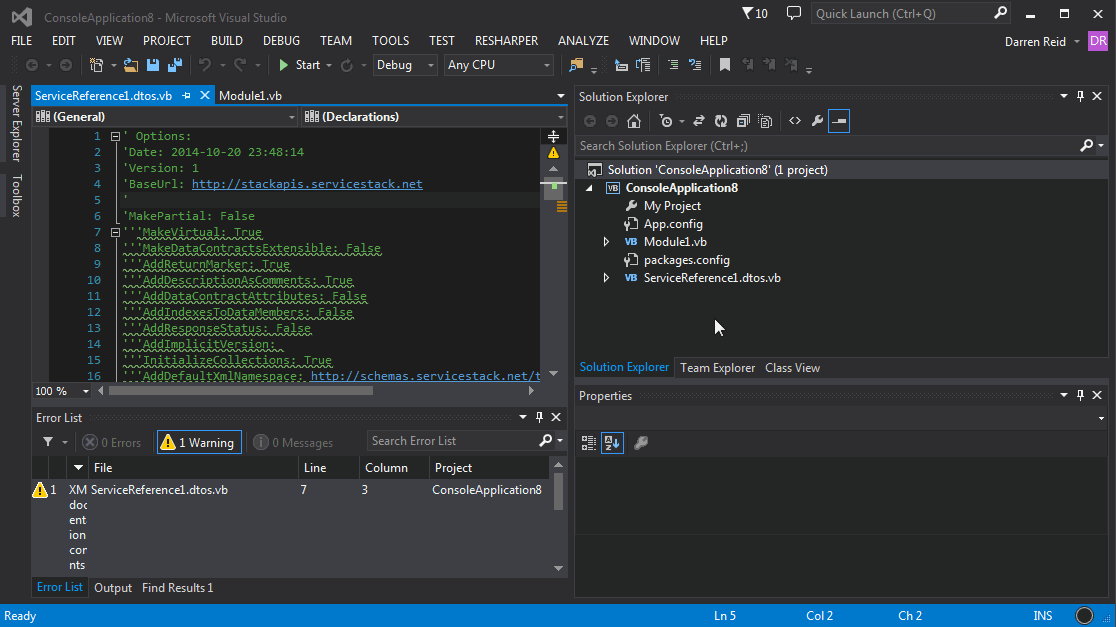 ConsoleApplication8 - Microsoft Visual Studio
10
Quick Launch (Ctrl+Q)
FILE EDIT VIEW PROJECT BUILD DEBUG TEAM TOOLS TEST RESHARPER ANALYZE WINDOW HELP
Darren Reid
DR
Start
Debug
Any CPU
Server Explorer
Toolbox
ServiceReference1.dtos.vb
Module1.vb
(General)
(Declarations)
1 ' Options:
2 'Date: 2014-10-20 23:48:14
3 'Version: 1
4 'BaseUrl: http://stackapis.servicestack.net
5 '
6 'MakePartial: False
7 '''MakeVirtual: True
8 '''MakeDataContractsExtensible: False
9 '''AddReturnMarker: True
10 '''AddDescriptionAsComments: True
11 '''AddDataContractAttributes: False
12 '''AddIndexesToDataMembers: False
13 '''AddResponseStatus: False
14 '''AddImplicitVersion:
15 '''InitializeCollections: True
16 '''AddDefaultXmlNamespace: http://schemas.servicestack.net/t
100 %
Error List
0 Errors
1 Warning
0 Messages
Search Error List
File Line Column Project
1 XM ServiceReference1.dtos.vb 7 3 ConsoleApplication8
doc
ent
ion
cor
nts
Error List Output Find Results 1
Solution Explorer
Search Solution Explorer (Ctrl+;)
Solution 'ConsoleApplication8' (1 project)
VB ConsoleApplication8
My Project
App.config
VB Module1.vb
packages.config
VB ServiceReference1.dtos.vb
Solution Explorer Team Explorer Class View
Properties
Ready
Ln 5
Col 2
Ch 2
INS